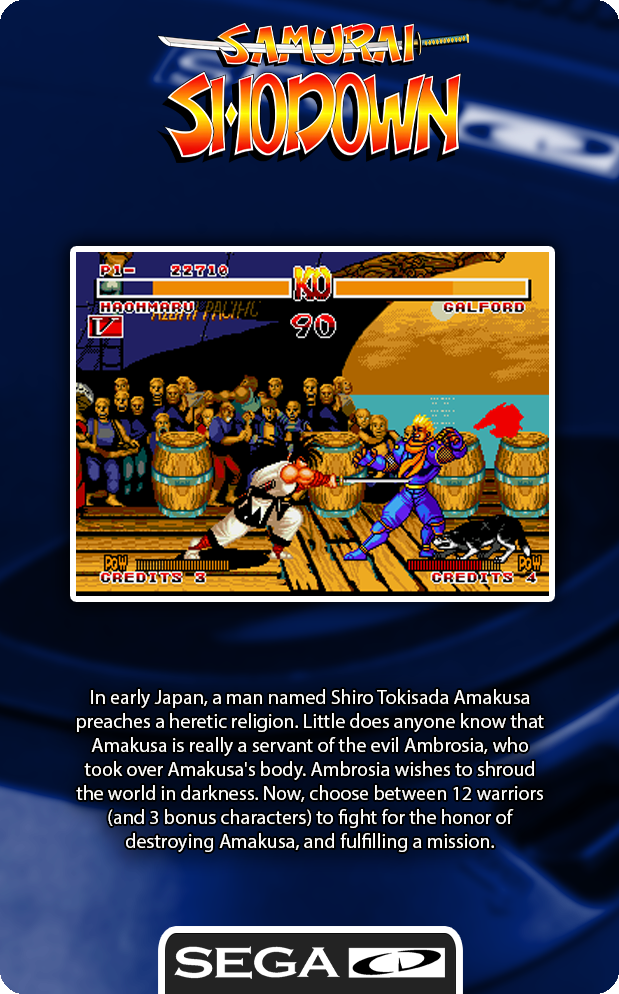 SAMURAI
SHODOWN
P1- 22710
KO
HAOHMARU
GALFORD
V
90
POW
POW
CREDITS 3
CREDITS 4
In early Japan, a man named Shiro Tokisada Amakusa
preaches a heretic religion. Little does anyone know that
Amakusa is really a servant of the evil Ambrosia, who
took over Amakusa's body. Ambrosia wishes to shroud
the world in darkness. Now, choose between 12 warriors
(and 3 bonus characters) to fight for the honor of
destroying Amakusa, and fulfilling a mission.
SEGA CD